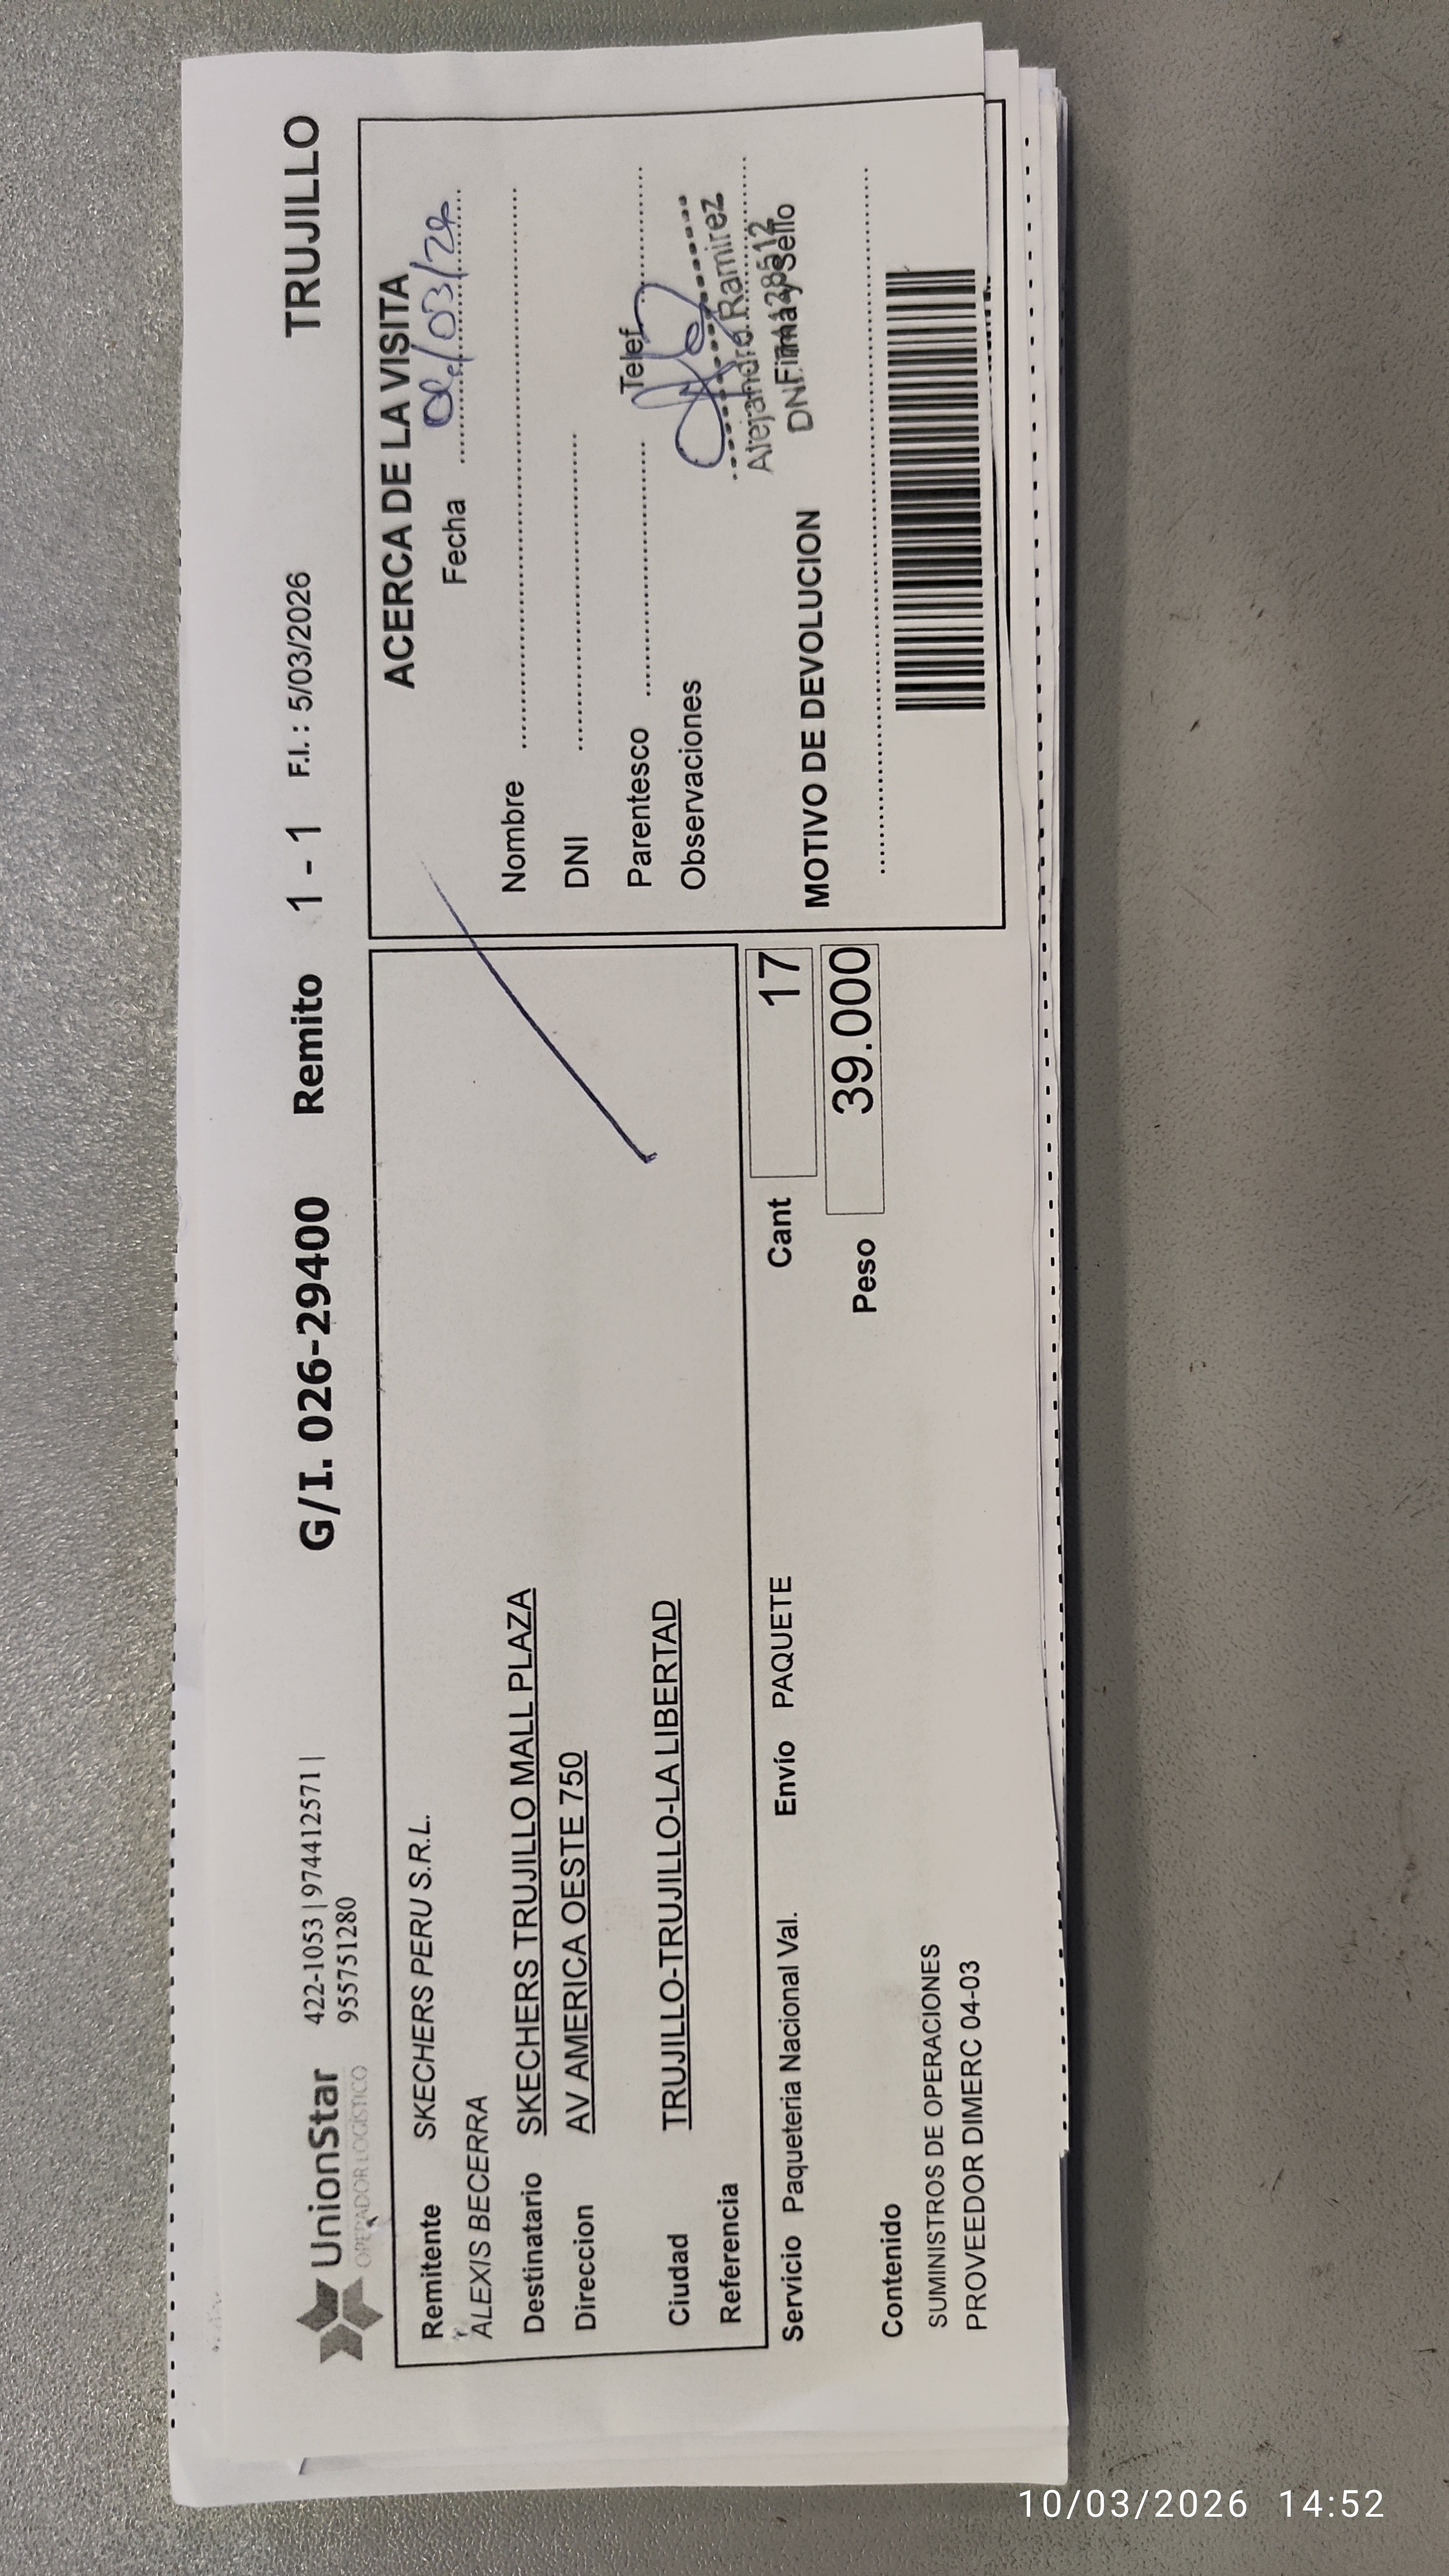 UnionStar
OPERADOR LOGÍSTICO
422-1053 | 974412571 |
955751280
G/I. 026-29400 Remito 1 - 1 F.I. : 5/03/2026 TRUJILLO
Remitente SKECHERS PERU S.R.L.
ALEXIS BECERRA
Destinatario SKECHERS TRUJILLO MALL PLAZA
Direccion AV AMERICA OESTE 750
Ciudad TRUJILLO-TRUJILLO-LA LIBERTAD
Referencia
Servicio Paqueteria Nacional Val. Envío PAQUETE Cant 17
Peso 39.000
Contenido
SUMINISTROS DE OPERACIONES
PROVEEDOR DIMERC 04-03
ACERCA DE LA VISITA
Fecha
Nombre
DNI
Parentesco Telef
Observaciones
Alejandro Ramirez
DNI
Firma y Sello
MOTIVO DE DEVOLUCION
10/03/2026 14:52